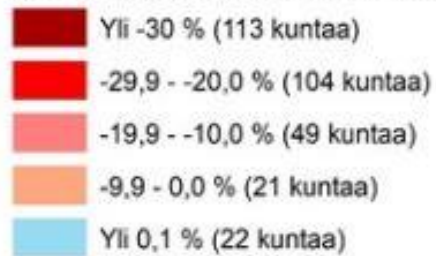 Yli -30 % (113 kuntaa)
-29,9 - -20,0 % (104 kuntaa)
-19,9 - -10,0 % (49 kuntaa)
-9,9 - 0,0 % (21 kuntaa)
Yli 0,1 % (22 kuntaa)